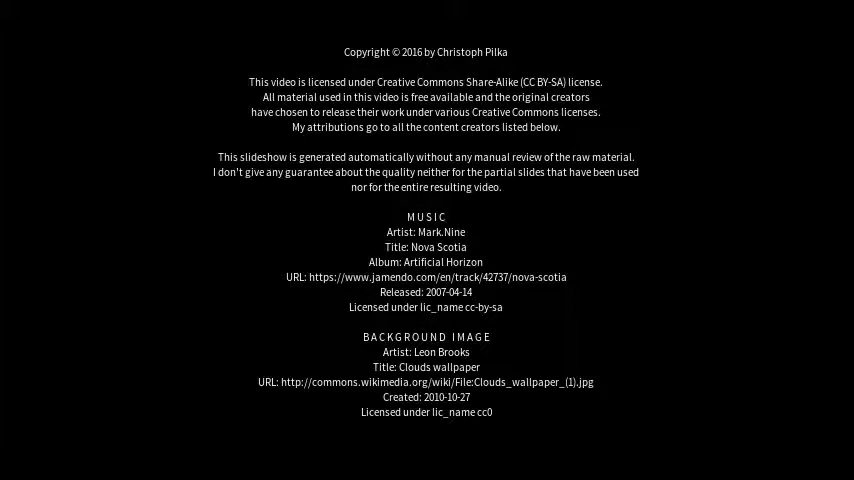 Copyright © 2016 by Christoph Pilka
This video is licensed under Creative Commons Share-Alike (CC BY-SA) license.
All material used in this video is free available and the original creators
have chosen to release their work under various Creative Commons licenses.
My attributions go to all the content creators listed below.
This slideshow is generated automatically without any manual review of the raw material.
I don't give any guarantee about the quality neither for the partial slides that have been used
nor for the entire resulting video.
MUSIC
Artist: Mark.Nine
Title: Nova Scotia
Album: Artificial Horizon
URL: https://www.jamendo.com/en/track/42737/nova-scotia
Released: 2007-04-14
Licensed under lic_name cc-by-sa
BACKGROUND IMAGE
Artist: Leon Brooks
Title: Clouds wallpaper
URL: http://commons.wikimedia.org/wiki/File:Clouds_wallpaper_(1).jpg
Created: 2010-10-27
Licensed under lic_name cc0